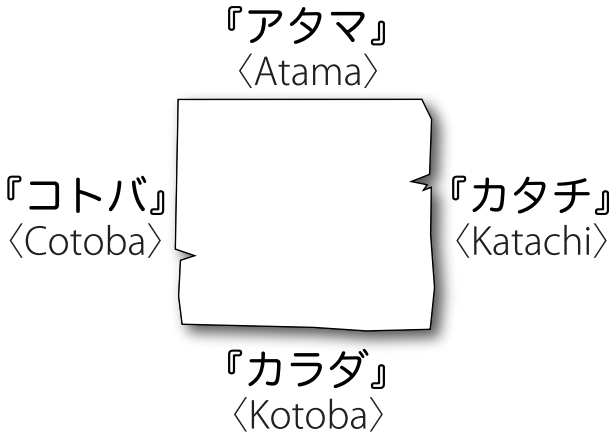 『アタマ』
〈Atama〉
『コトバ』
〈Cotoba〉
『カタチ』
〈Katachi〉
『カラダ』
〈Kotoba〉